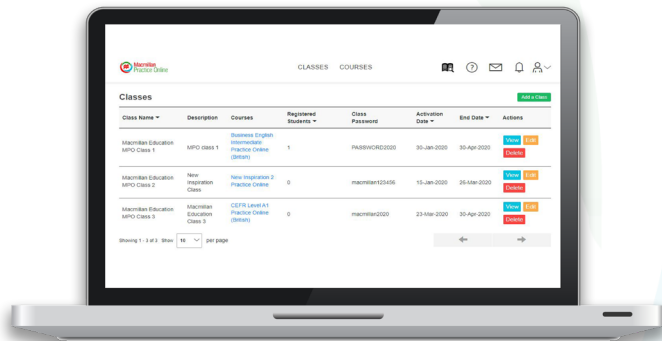 Macmillan
Practice Online
CLASSES COURSES
Classes
Add a Class
Class Name Description Courses Registered Students Class Password Activation Date End Date Actions
Macmillan Education MPO Class 1 MPO class 1 Business English Intermediate Practice Online (British) 1 PASSWORD2020 30-Jan-2020 30-Apr-2020 View Edit Delete
Macmillan Education MPO Class 2 New Inspiration Class New Inspiration 2 Practice Online 0 macmillan123456 15-Jan-2020 25-Mar-2020 View Edit Delete
Macmillan Education MPO Class 3 Macmillan Education Class 3 CEFR Level A1 Practice Online (British) 0 macmillan2020 23-Mar-2020 30-Apr-2020 View Edit Delete
Showing 1 - 3 of 3 Show 10 per page